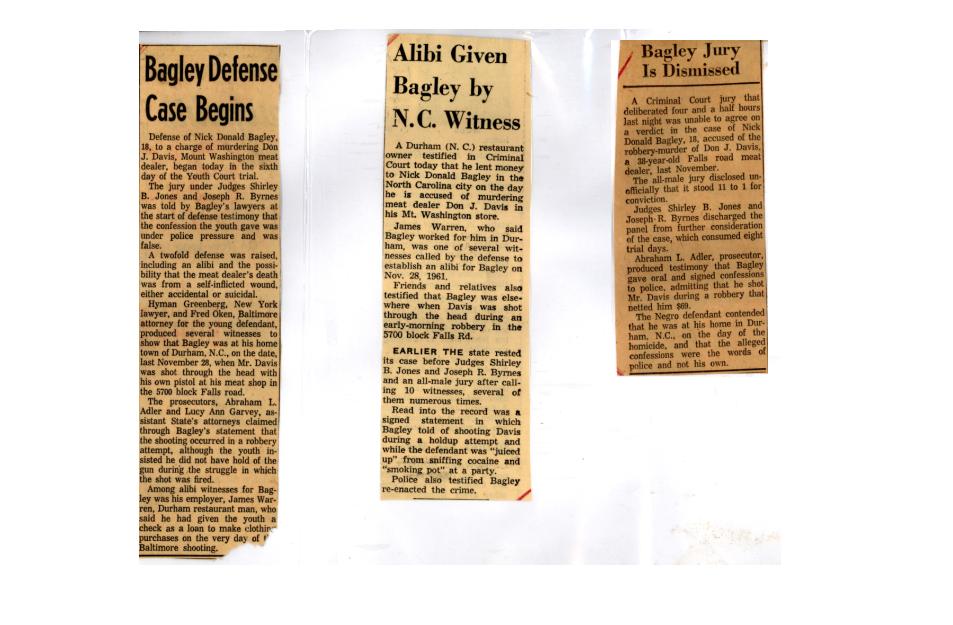 Bagley Defense
Case Begins
Defense of Nick Donald Bagley,
18, to a charge of murdering Don
J. Davis, Mount Washington meat
dealer, began today in the sixth
day of the Youth Court trial.
The jury under Judges Shirley
B. Jones and Joseph R. Byrnes
was told by Bagley's lawyers at
the start of defense testimony that
the confession the youth gave was
under police pressure and was
false.
A twofold defense was raised,
including an alibi and the possi-
bility that the meat dealer's death
was from a self-inflicted wound,
either accidental or suicidal.
Hyman Greenberg, New York
lawyer, and Fred Oken, Baltimore
attorney for the young defendant,
produced several witnesses to
show that Bagley was at his home
town of Durham, N.C., on the date,
last November 28, when Mr. Davis
was shot through the head with
his own pistol at his meat shop in
the 5700 block Falls road.
The prosecutors, Abraham L.
Adler and Lucy Ann Garvey, as-
sistant State's attorneys claimed
through Bagley's statement that
the shooting occurred in a robbery
attempt, although the youth in-
sisted he did not have hold of the
gun during the struggle in which
the shot was fired.
Among alibi witnesses for Bag-
ley was his employer, James War-
ren, Durham restaurant man, who
said he had given the youth a
check as a loan to make clothing
purchases on the very day of
Baltimore shooting.
Alibi Given
Bagley by
N.C. Witness
A Durham (N. C.) restaurant
owner testified in Criminal
Court today that he lent money
to Nick Donald Bagley in the
North Carolina city on the day
he is accused of murdering
meat dealer Don J. Davis in
his Mt. Washington store.
James Warren, who said
Bagley worked for him in Dur-
ham, was one of several wit-
nesses called by the defense to
establish an alibi for Bagley on
Nov. 28, 1961.
Friends and relatives also
testified that Bagley was else-
where when Davis was shot
through the head during an
early-morning robbery in the
5700 block Falls Rd.
EARLIER THE state rested
its case before Judges Shirley
B. Jones and Joseph R. Byrnes
and an all-male jury after call-
ing 10 witnesses, several of
them numerous times.
Read into the record was a
signed statement in which
Bagley told of shooting Davis
during a holdup attempt and
while the defendant was "juiced
up" from sniffing cocaine and
"smoking pot" at a party.
Police also testified Bagley
re-enacted the crime.
Bagley Jury
Is Dismissed
A Criminal Court jury that
deliberated four and a half hours
last night was unable to agree on
a verdict in the case of Nick
Donald Bagley, 18, accused of the
robbery-murder of Don J. Davis,
a 38-year-old Falls road meat
dealer, last November.
The all-male jury disclosed un-
officially that it stood 11 to 1 for
conviction.
Judges Shirley B. Jones and
Joseph R. Byrnes discharged the
panel from further consideration
of the case, which consumed eight
trial days.
Abraham L. Adler, prosecutor,
produced testimony that Bagley
gave oral and signed confessions
to police, admitting that he shot
Mr. Davis during a robbery that
netted him $69.
The Negro defendant contended
that he was at his home in Dur-
ham, N.C., on the day of the
homicide, and that the alleged
confessions were the words of
police and not his own.